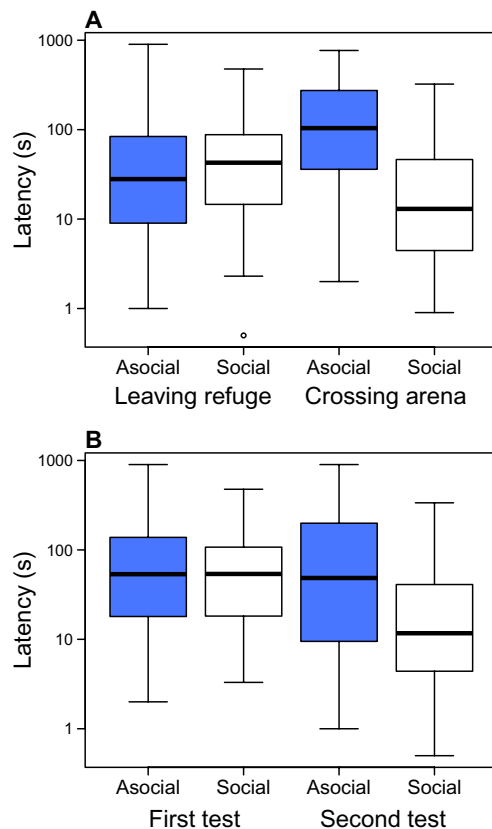 A
Latency (s)
1000
100
10
1
Asocial Social Asocial Social
Leaving refuge Crossing arena
B
Latency (s)
1000
100
10
1
Asocial Social Asocial Social
First test Second test